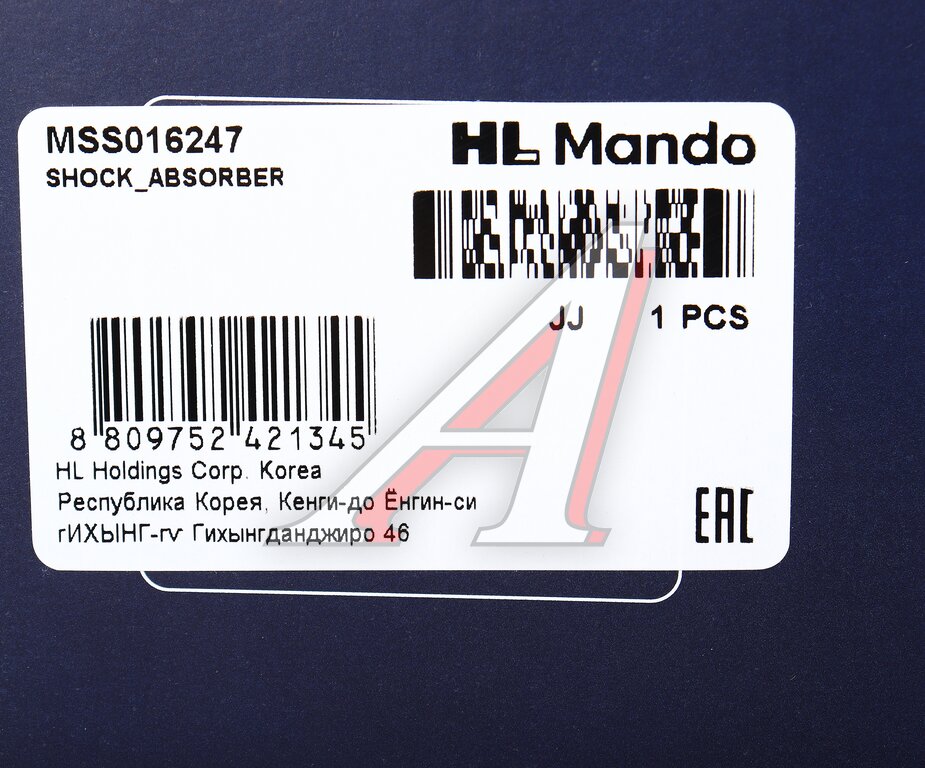 MSS016247
SHOCK_ABSORBER
HL Mando
JJ 1 PCS
8 809752 421345
HL Holdings Corp. Korea
Республика Корея, Кенги-до Ёнгин-си
гИХЫНГ-гv Гихынгданджиро 46
EAC